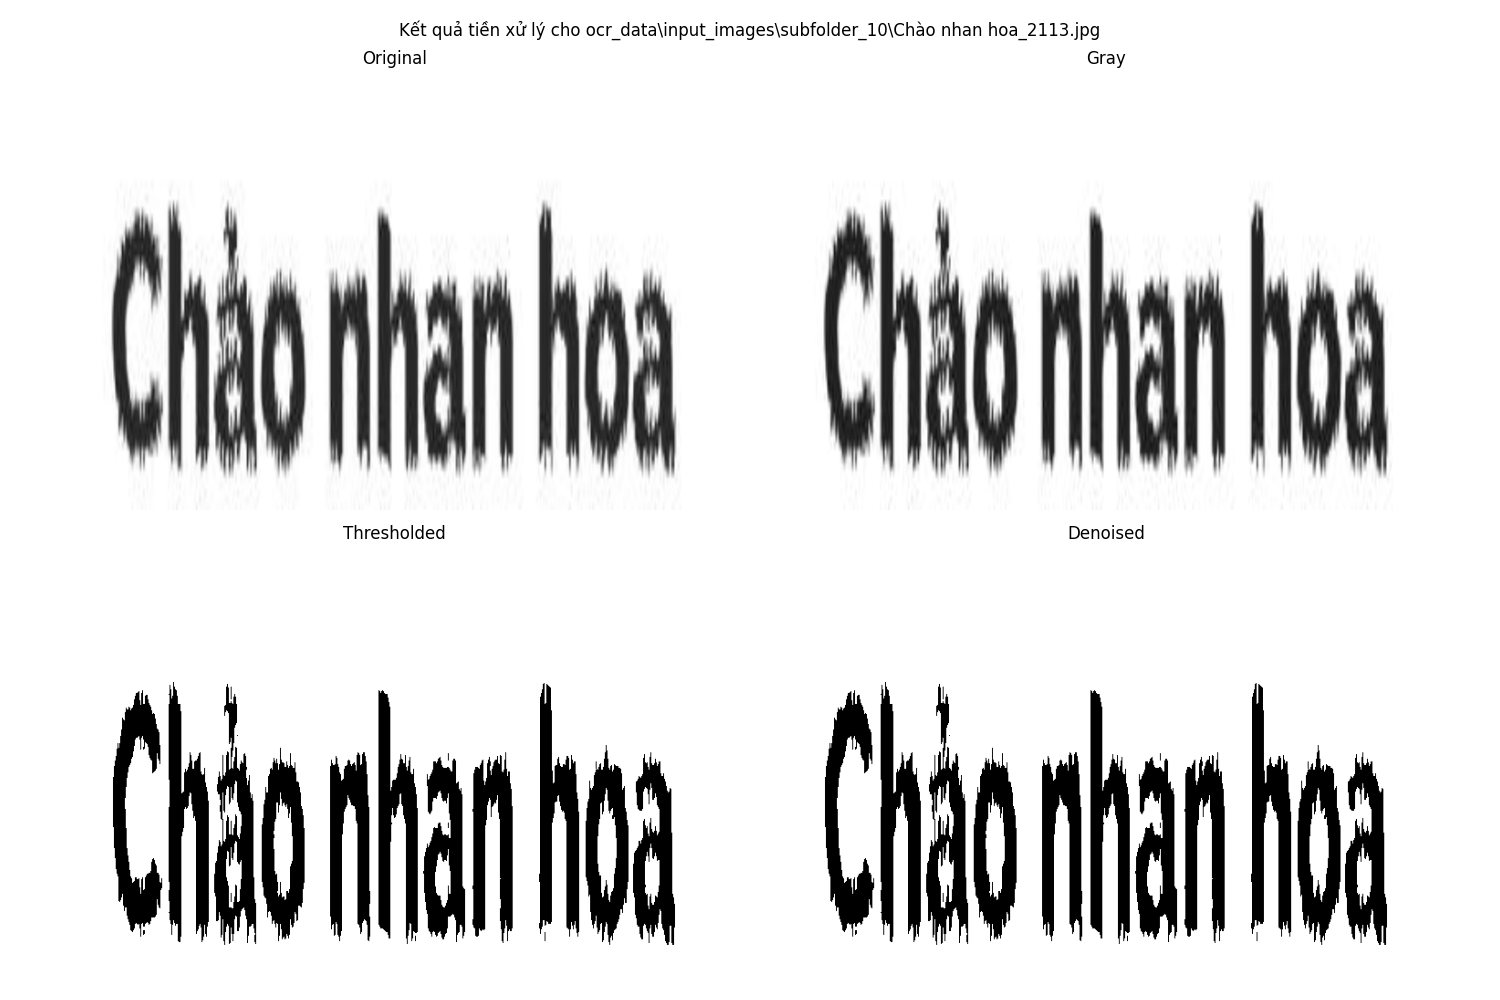 Kết quả tiền xử lý cho ocr_data\input_images\subfolder_10\Chào nhan hoa_2113.jpg
Original
Gray
Chảo nhan hoa
Chảo nhan hoa
Thresholded
Denoised
Chảo nhan hoa
Chảo nhan hoa